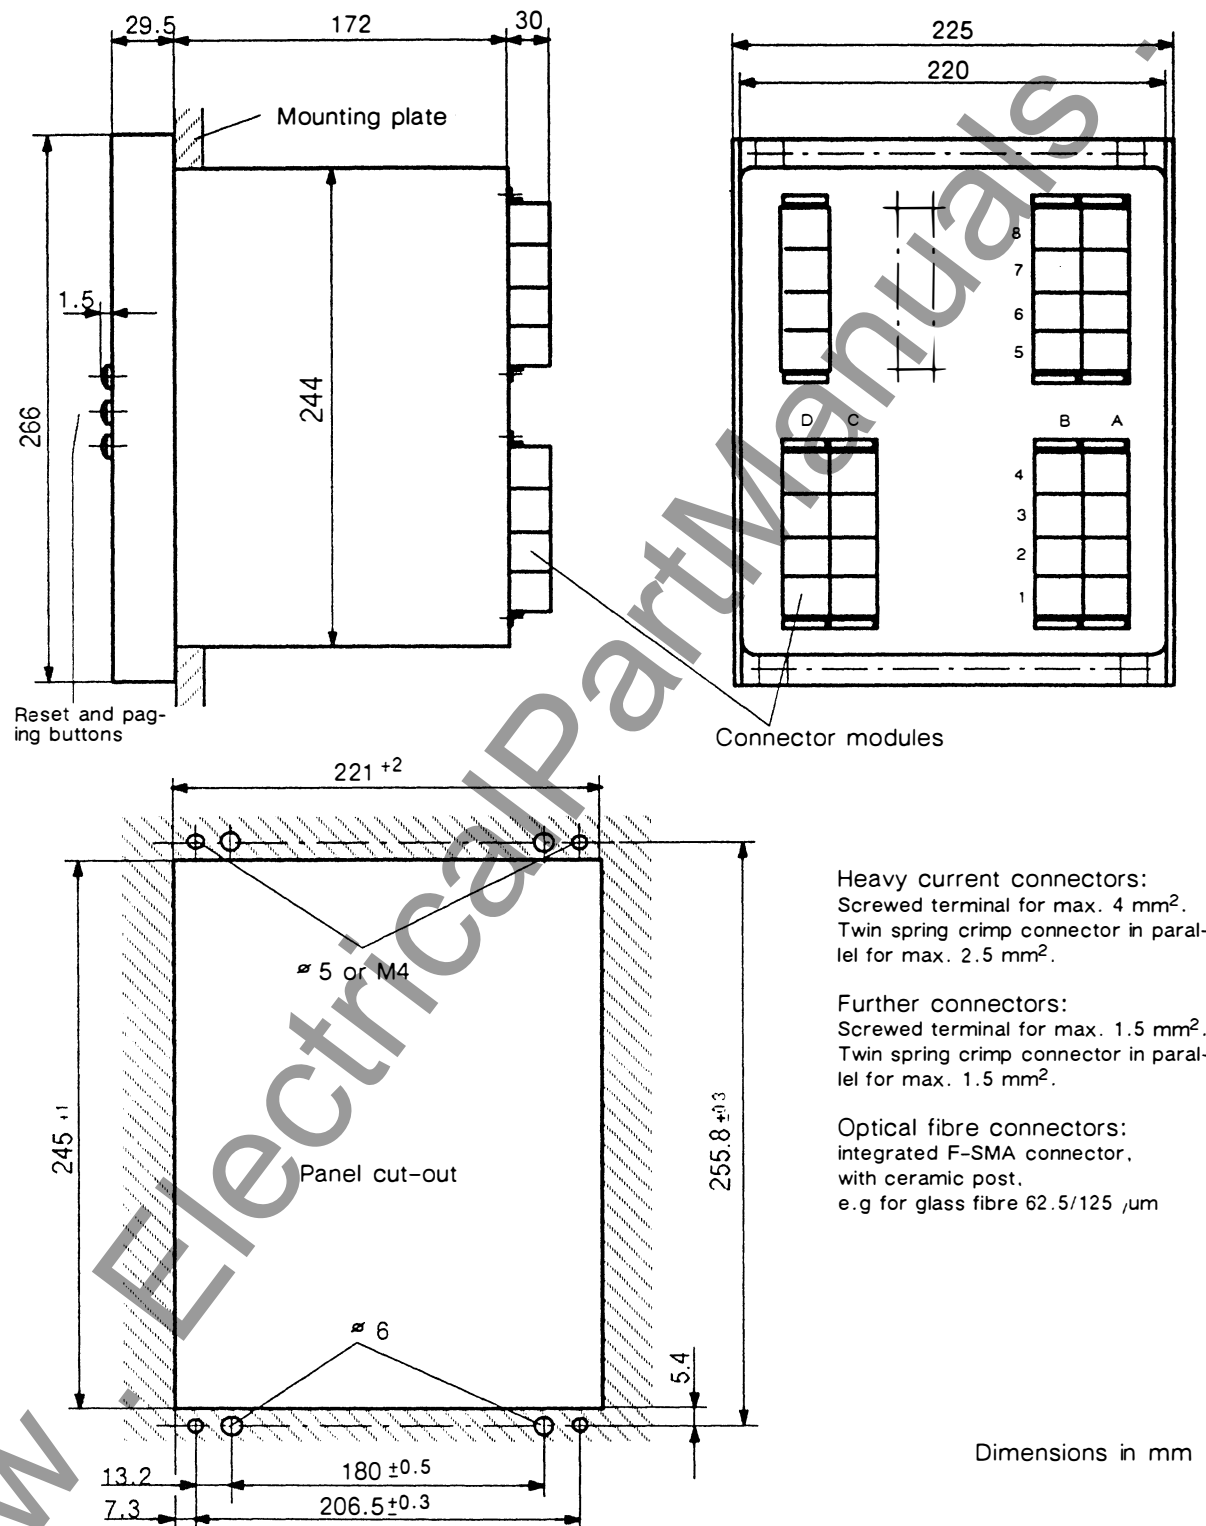 29.5
172
30
225
220
Mounting plate
1.5
266
244
8
7
6
5
D
C
B
A
4
3
2
1
Reset and pag-
ing buttons
Connector modules
221 +2
ø 5 or M4
245 +1
255.8 ±0.3
Panel cut-out
ø 6
5.4
13.2
180 ±0.5
7.3
206.5±0.3
Heavy current connectors:
Screwed terminal for max. 4 mm².
Twin spring crimp connector in paral-
lel for max. 2.5 mm².
Further connectors:
Screwed terminal for max. 1.5 mm².
Twin spring crimp connector in paral-
lel for max. 1.5 mm².
Optical fibre connectors:
integrated F-SMA connector,
with ceramic post,
e.g for glass fibre 62.5/125 µm
Dimensions in mm
w . ElectricalPartManuals .